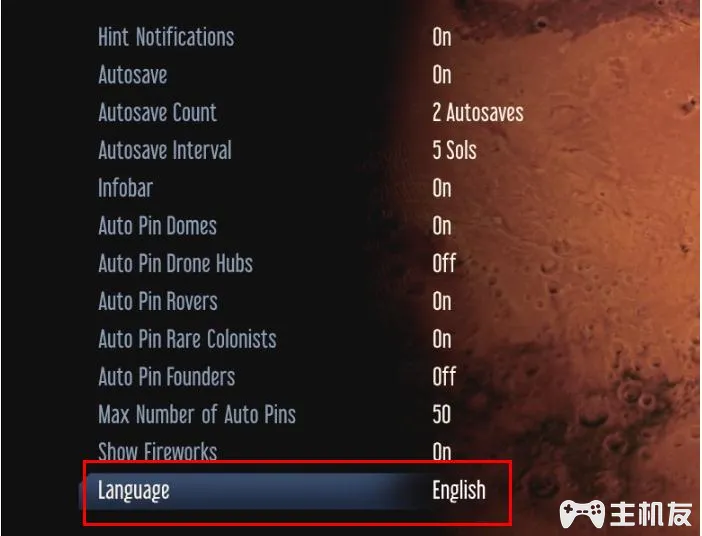 Hint Notifications On
Autosave On
Autosave Count 2 Autosaves
Autosave Interval 5 Sols
Infobar On
Auto Pin Domes On
Auto Pin Drone Hubs Off
Auto Pin Rovers On
Auto Pin Rare Colonists On
Auto Pin Founders Off
Max Number of Auto Pins 50
Show Fireworks On
Language English
主机友